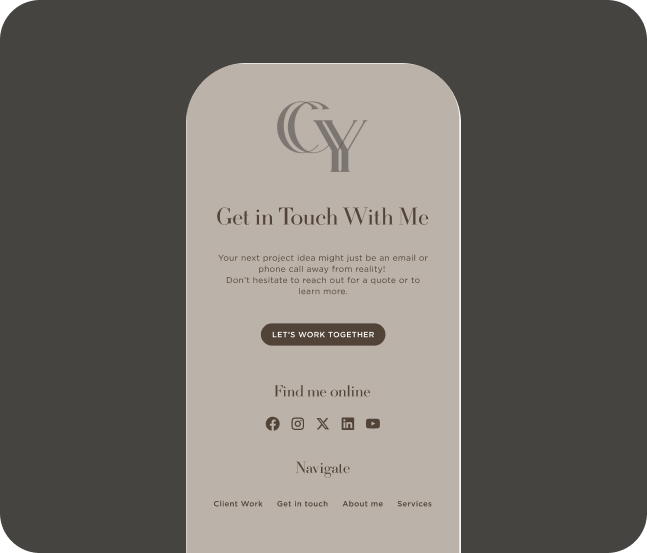 CY
Get in Touch With Me
Your next project idea might just be an email or
phone call away from reality!
Don't hesitate to reach out for a quote or to
learn more.
LET'S WORK TOGETHER
Find me online
Navigate
Client Work Get in touch About me Services